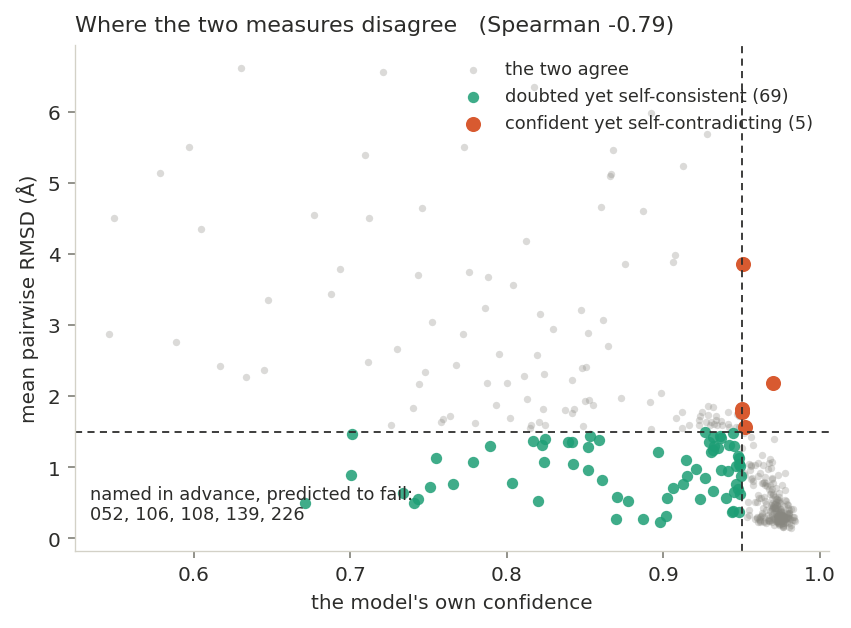 Where the two measures disagree (Spearman -0.79)
the two agree
doubted yet self-consistent (69)
confident yet self-contradicting (5)
mean pairwise RMSD (Å)
6
5
4
3
2
1
0
named in advance, predicted to fail:
052, 106, 108, 139, 226
0.6 0.7 0.8 0.9 1.0
the model's own confidence